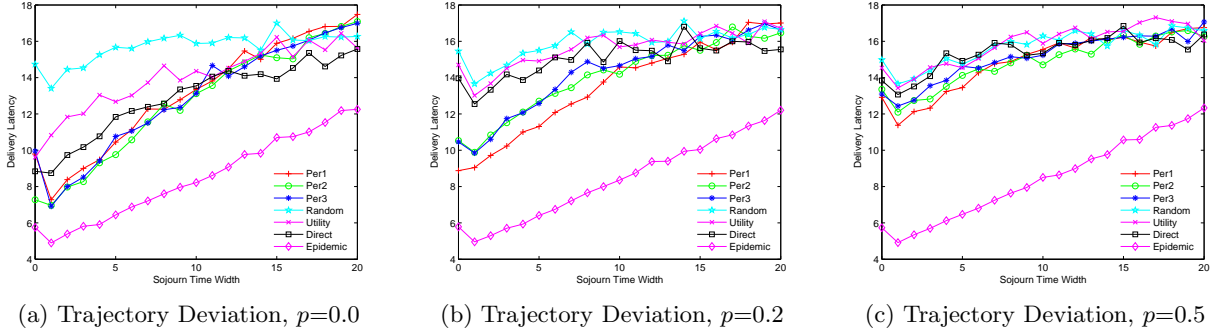 18
16
14
12
10
8
6
4
0
5
10
15
20
Delivery Latency
Sojourn Time Width
Per1
Per2
Per3
Random
Utility
Direct
Epidemic
(a) Trajectory Deviation, p=0.0
18
16
14
12
10
8
6
4
0
5
10
15
20
Delivery Latency
Sojourn Time Width
Per1
Per2
Per3
Random
Utility
Direct
Epidemic
(b) Trajectory Deviation, p=0.2
18
16
14
12
10
8
6
4
0
5
10
15
20
Delivery Latency
Sojourn Time Width
Per1
Per2
Per3
Random
Utility
Direct
Epidemic
(c) Trajectory Deviation, p=0.5